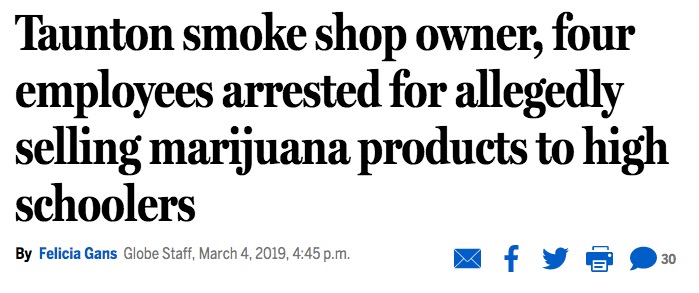 Taunton smoke shop owner, four
employees arrested for allegedly
selling marijuana products to high
schoolers
By Felicia Gans Globe Staff, March 4, 2019, 4:45 p.m.
30